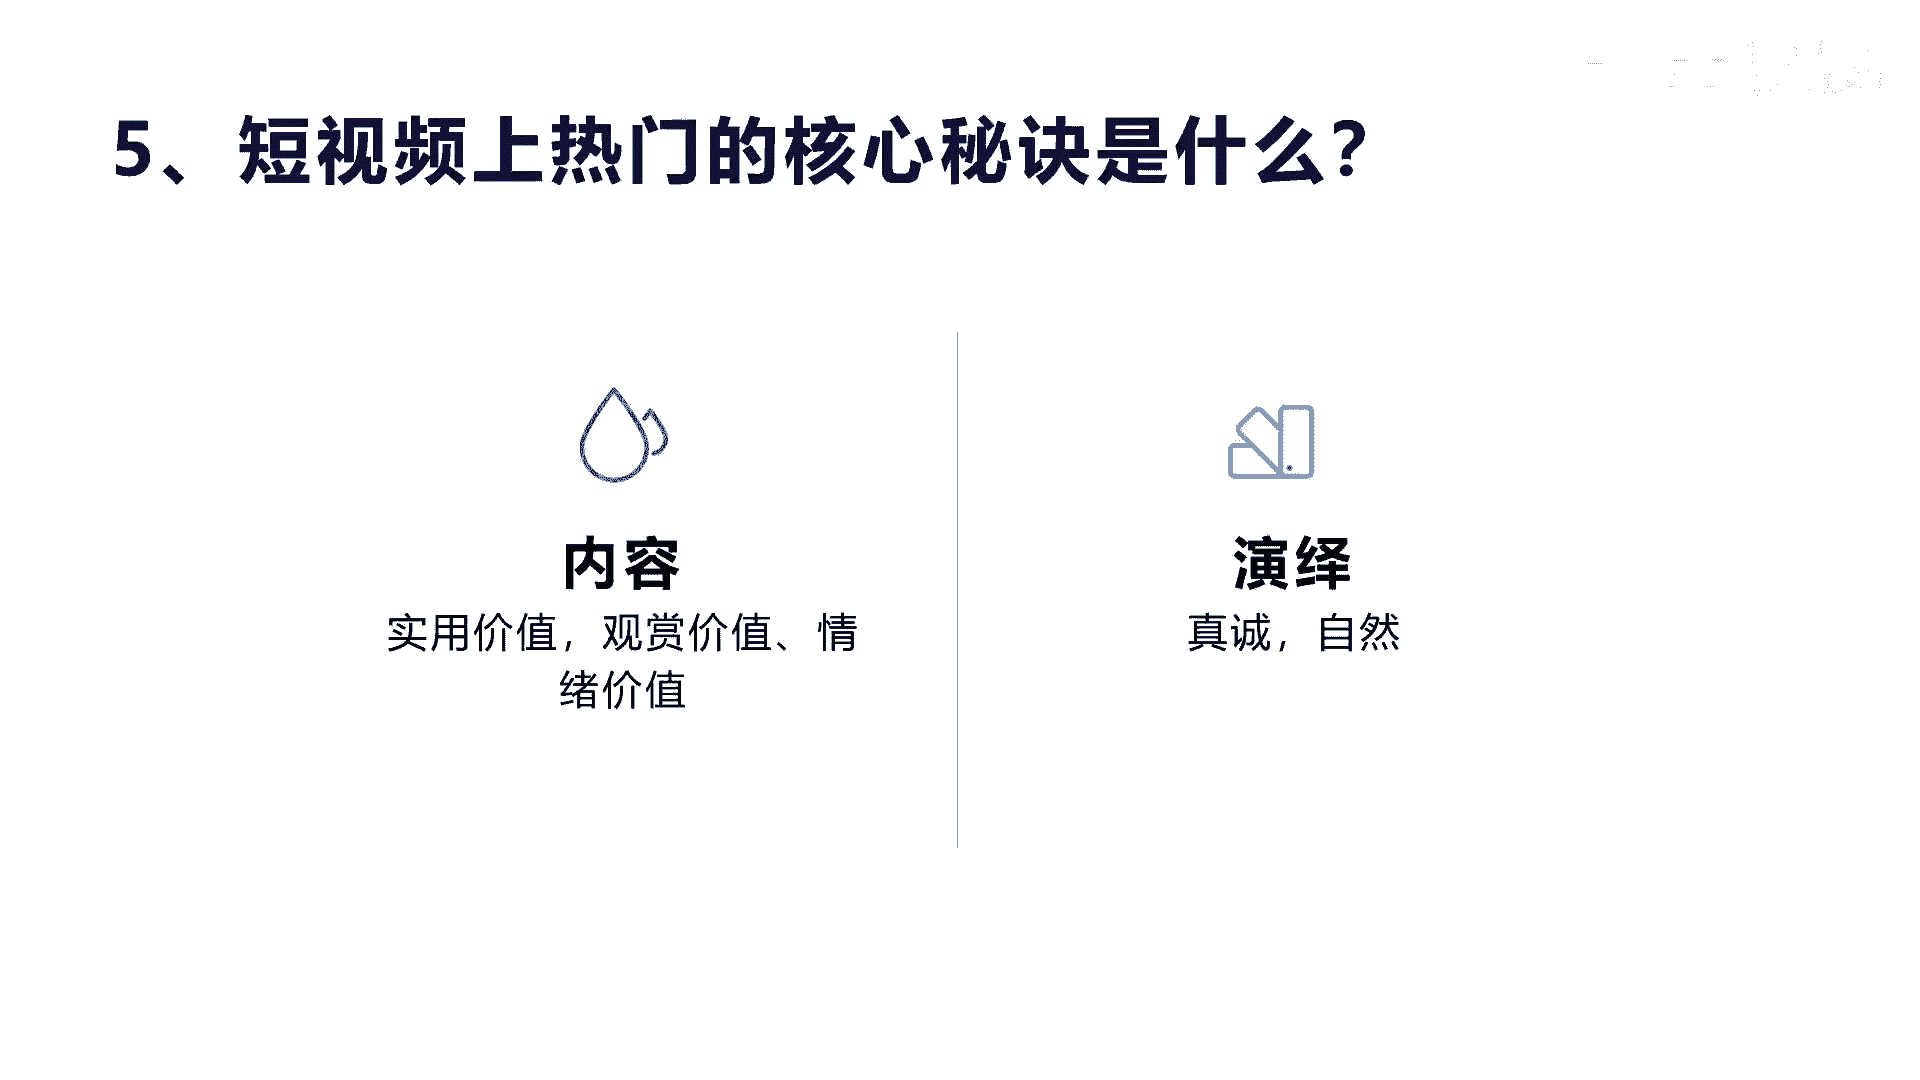 5、短视频上热门的核心秘诀是什么?
内容
实用价值，观赏价值、情
绪价值
演绎
真诚，自然